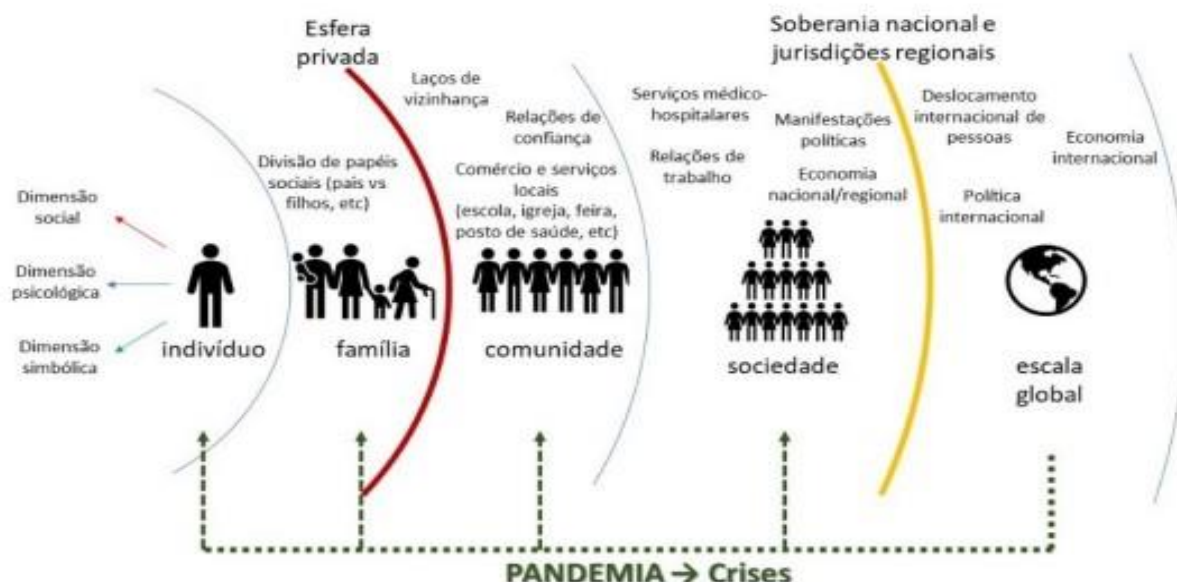 Esfera
privada
Soberania nacional e
jurisdições regionais
Laços de
vizinhança
Relações de
confiança
Serviços médico-
hospitalares
Manifestações
políticas
Deslocamento
internacional de
pessoas
Economia
internacional
Divisão de papéis
sociais (pais vs
filhos, etc)
Comércio e serviços
locais
(escola, igreja, feira,
posto de saúde, etc)
Relações de
trabalho
Economia
nacional/regional
Política
internacional
Dimensão
social
Dimensão
psicológica
Dimensão
simbólica
indivíduo
família
comunidade
sociedade
escala
global
PANDEMIA → Crises